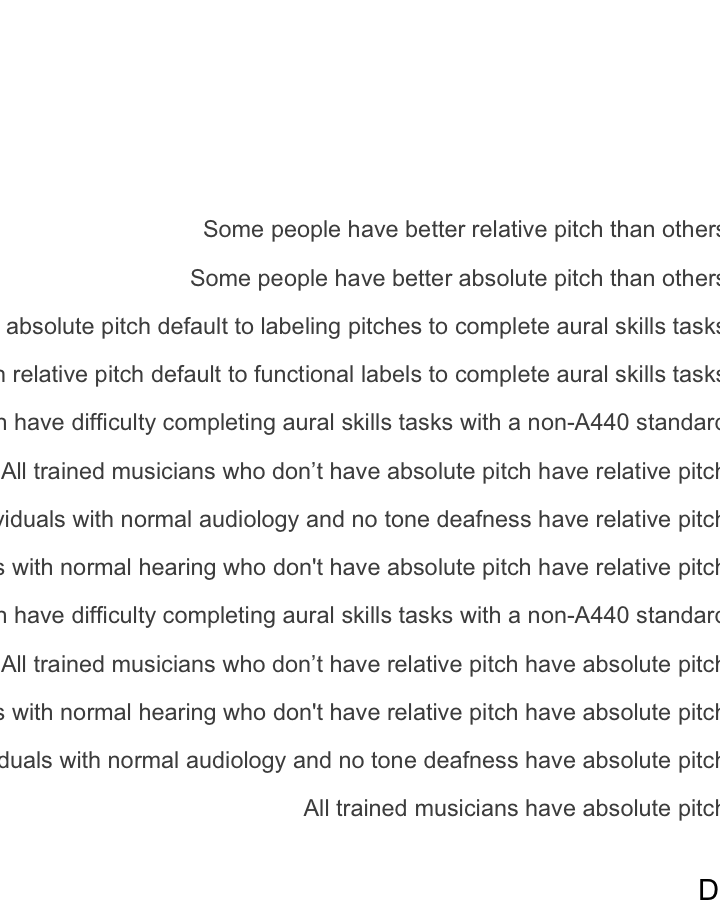 Some people have better relative pitch than others
Some people have better absolute pitch than others
absolute pitch default to labeling pitches to complete aural skills tasks
relative pitch default to functional labels to complete aural skills tasks
have difficulty completing aural skills tasks with a non-A440 standard
All trained musicians who don’t have absolute pitch have relative pitch
with normal audiology and no tone deafness have relative pitch
with normal hearing who don't have absolute pitch have relative pitch
have difficulty completing aural skills tasks with a non-A440 standard
All trained musicians who don’t have relative pitch have absolute pitch
with normal hearing who don't have relative pitch have absolute pitch
with normal audiology and no tone deafness have absolute pitch
All trained musicians have absolute pitch